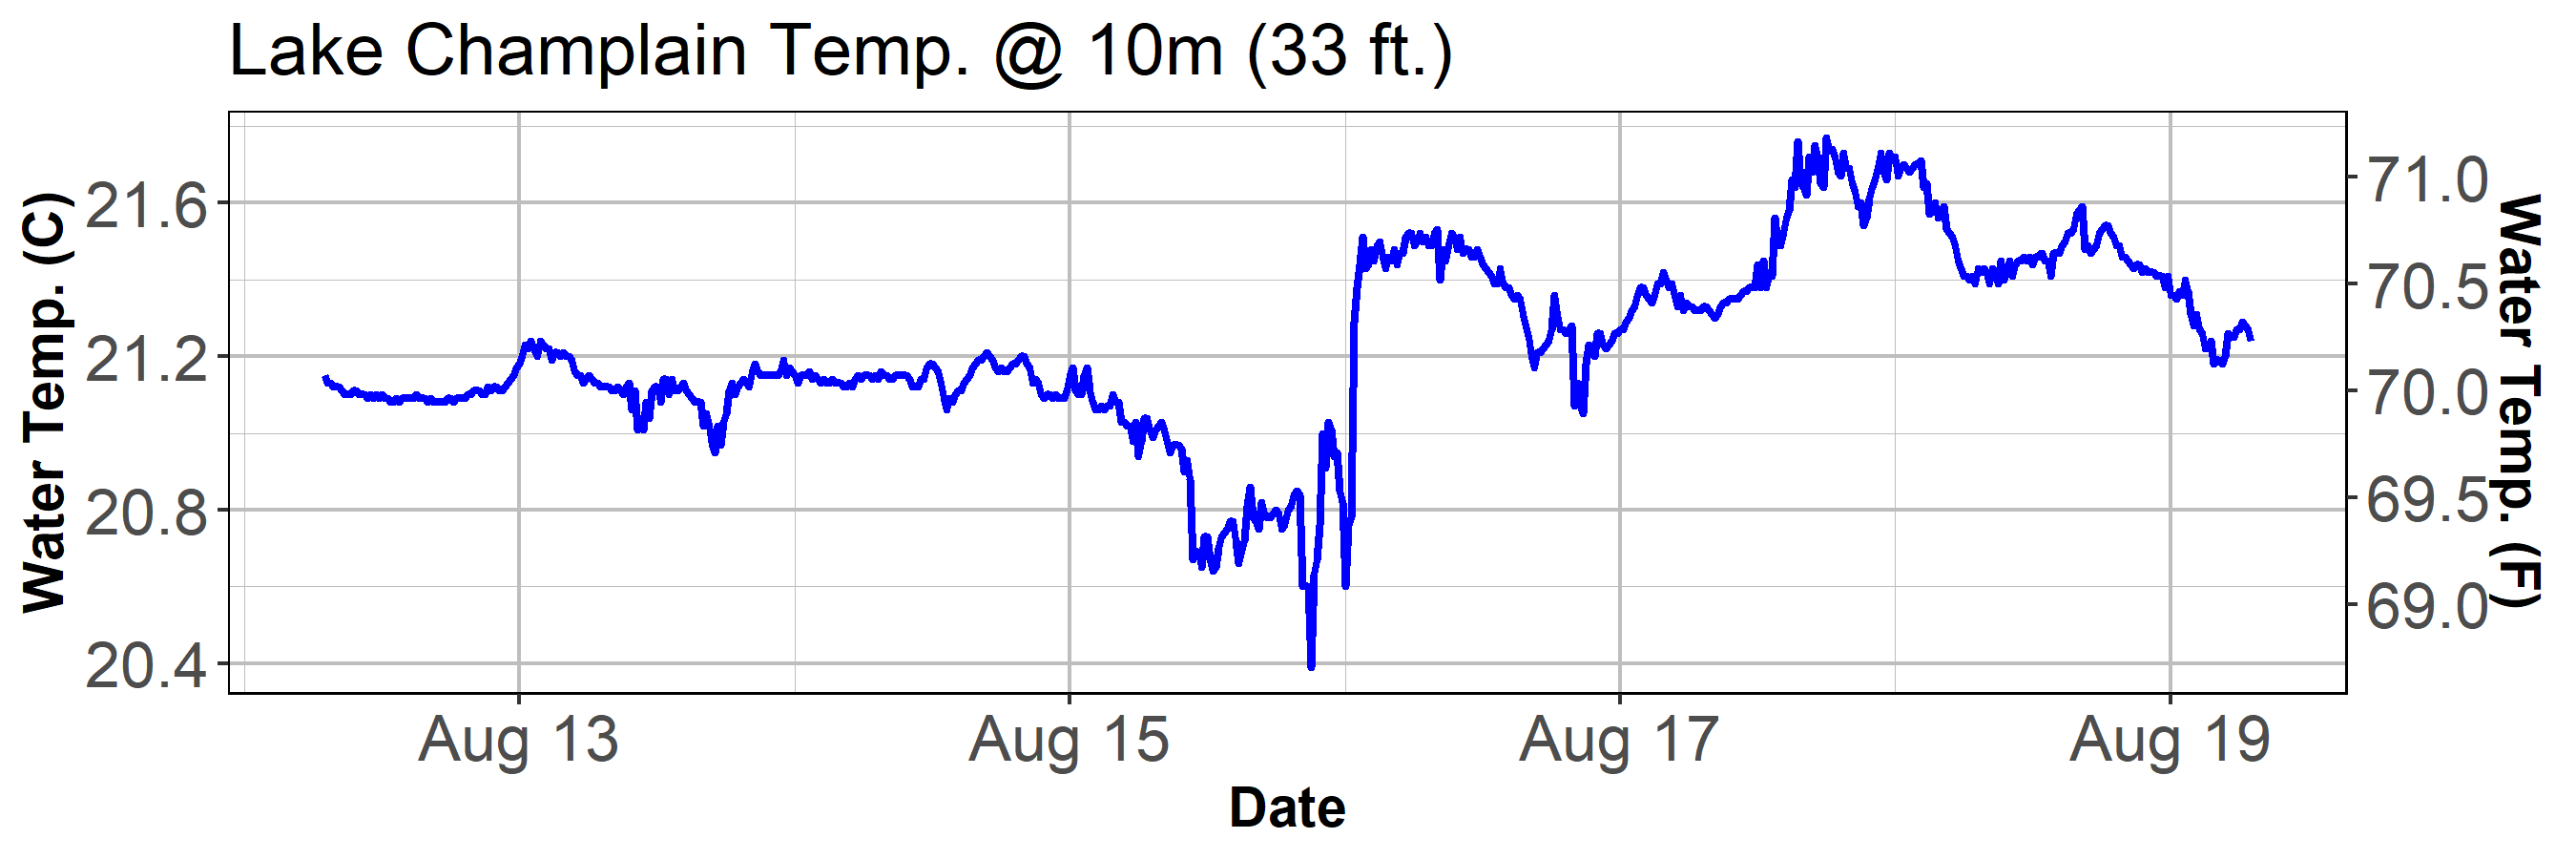 Lake Champlain Temp. @ 10m (33 ft.)
Water Temp. (C)
21.6
21.2
20.8
20.4
71.0
70.5
70.0
69.5
69.0
Water Temp. (F)
Aug 13
Aug 15
Aug 17
Aug 19
Date